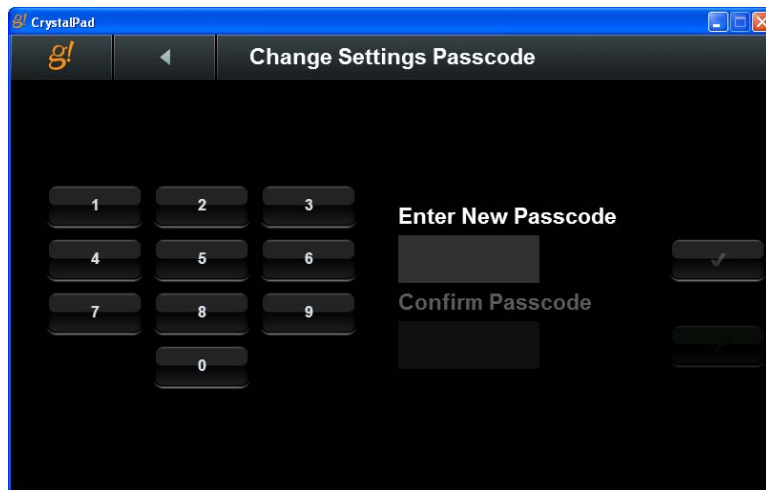 g! CrystalPad
g! Change Settings Passcode
1 2 3
Enter New Passcode
4 5 6
Confirm Passcode
7 8 9
0